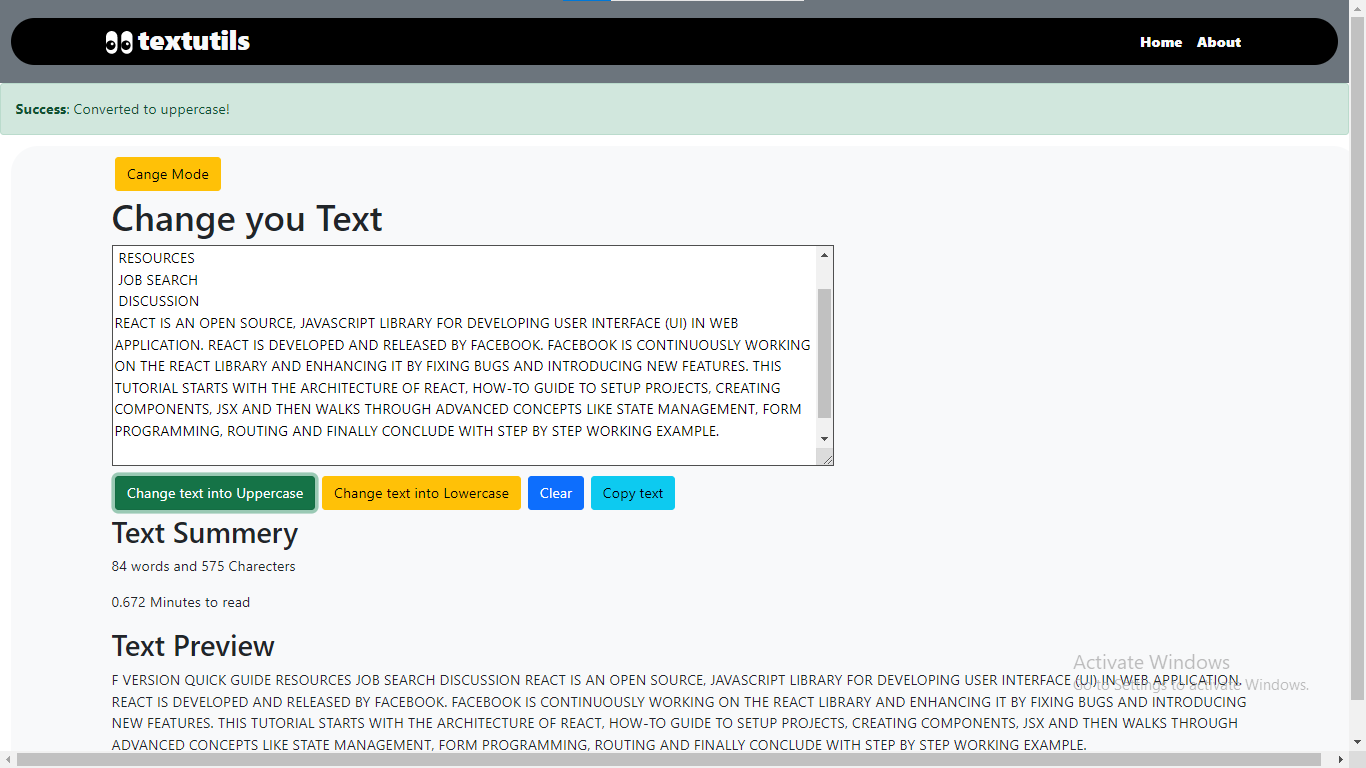 textutils
Home About
Success: Converted to uppercase!
Cange Mode
Change you Text
RESOURCES
JOB SEARCH
DISCUSSION
REACT IS AN OPEN SOURCE, JAVASCRIPT LIBRARY FOR DEVELOPING USER INTERFACE (UI) IN WEB
APPLICATION. REACT IS DEVELOPED AND RELEASED BY FACEBOOK. FACEBOOK IS CONTINUOUSLY WORKING
ON THE REACT LIBRARY AND ENHANCING IT BY FIXING BUGS AND INTRODUCING NEW FEATURES. THIS
TUTORIAL STARTS WITH THE ARCHITECTURE OF REACT, HOW-TO GUIDE TO SETUP PROJECTS, CREATING
COMPONENTS, JSX AND THEN WALKS THROUGH ADVANCED CONCEPTS LIKE STATE MANAGEMENT, FORM
PROGRAMMING, ROUTING AND FINALLY CONCLUDE WITH STEP BY STEP WORKING EXAMPLE.
Change text into Uppercase Change text into Lowercase Clear Copy text
Text Summery
84 words and 575 Charecters
0.672 Minutes to read
Text Preview
F VERSION QUICK GUIDE RESOURCES JOB SEARCH DISCUSSION REACT IS AN OPEN SOURCE, JAVASCRIPT LIBRARY FOR DEVELOPING USER INTERFACE (UI) IN WEB APPLICATION.
REACT IS DEVELOPED AND RELEASED BY FACEBOOK. FACEBOOK IS CONTINUOUSLY WORKING ON THE REACT LIBRARY AND ENHANCING IT BY FIXING BUGS AND INTRODUCING
NEW FEATURES. THIS TUTORIAL STARTS WITH THE ARCHITECTURE OF REACT, HOW-TO GUIDE TO SETUP PROJECTS, CREATING COMPONENTS, JSX AND THEN WALKS THROUGH
ADVANCED CONCEPTS LIKE STATE MANAGEMENT, FORM PROGRAMMING, ROUTING AND FINALLY CONCLUDE WITH STEP BY STEP WORKING EXAMPLE.
Activate Windows
Go to Settings to activate Windows.